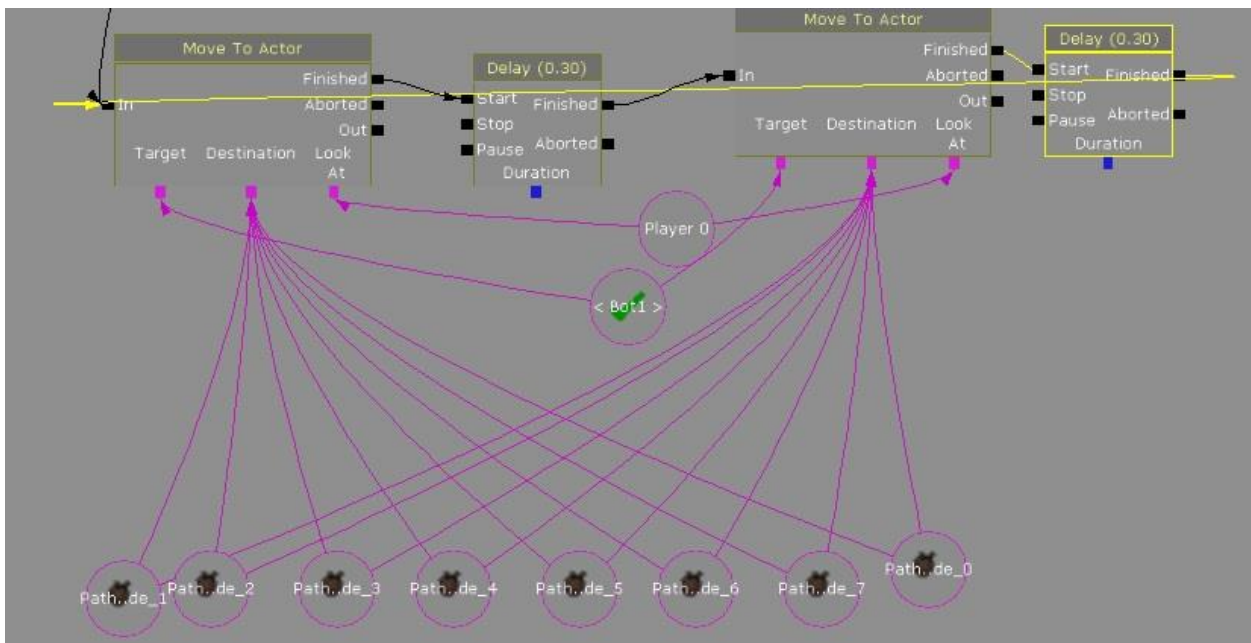 Move To Actor
Finished
In
Aborted
Out
Target Destination Look
At
Delay (0.30)
Start Finished
Stop
Pause Aborted
Duration
Move To Actor
Finished
In
Aborted
Out
Target Destination Look
At
Delay (0.30)
Start Finished
Stop
Pause Aborted
Duration
Player 0
< Bot1 >
Path..de_1
Path..de_2
Path..de_3
Path..de_4
Path..de_5
Path..de_6
Path..de_7
Path..de_0